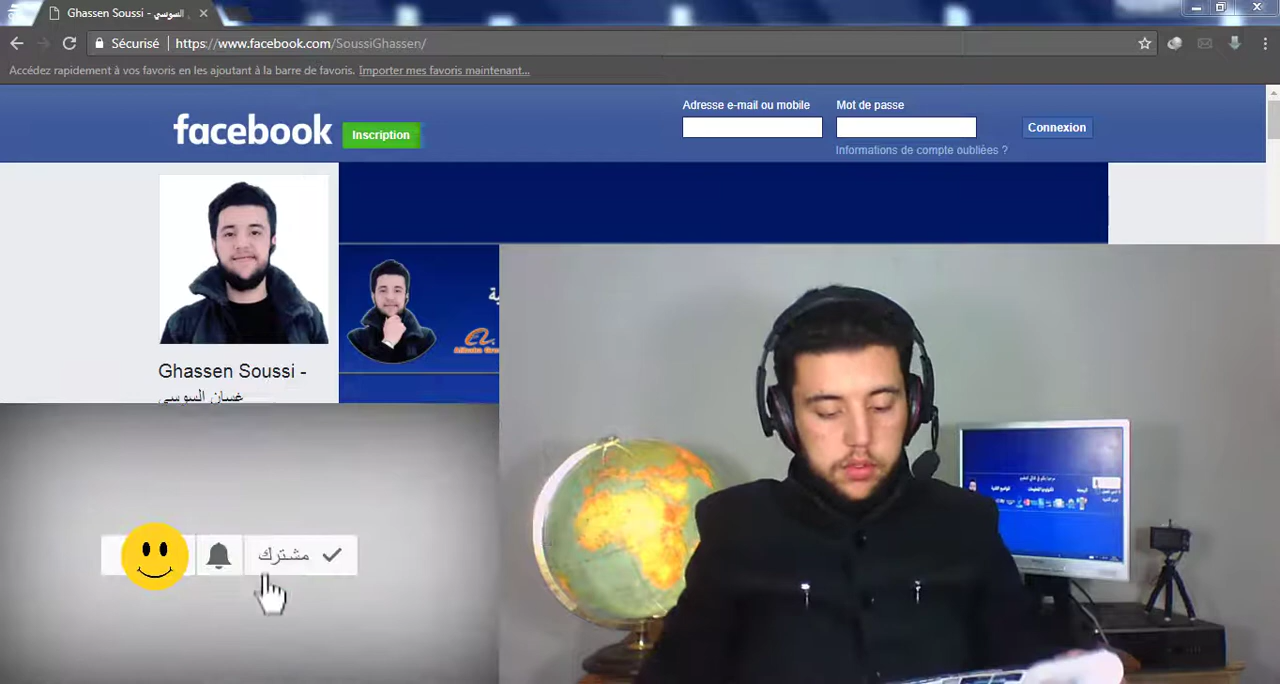 Ghassen Soussi - السوسي
Sécurisé
https://www.facebook.com/SoussiGhassen/
Accédez rapidement à vos favoris en les ajoutant à la barre de favoris. Importer mes favoris maintenant...
Adresse e-mail ou mobile
Mot de passe
facebook
Inscription
Connexion
Informations de compte oubliées ?
Ghassen Soussi -
غسان السوسي
مشترك